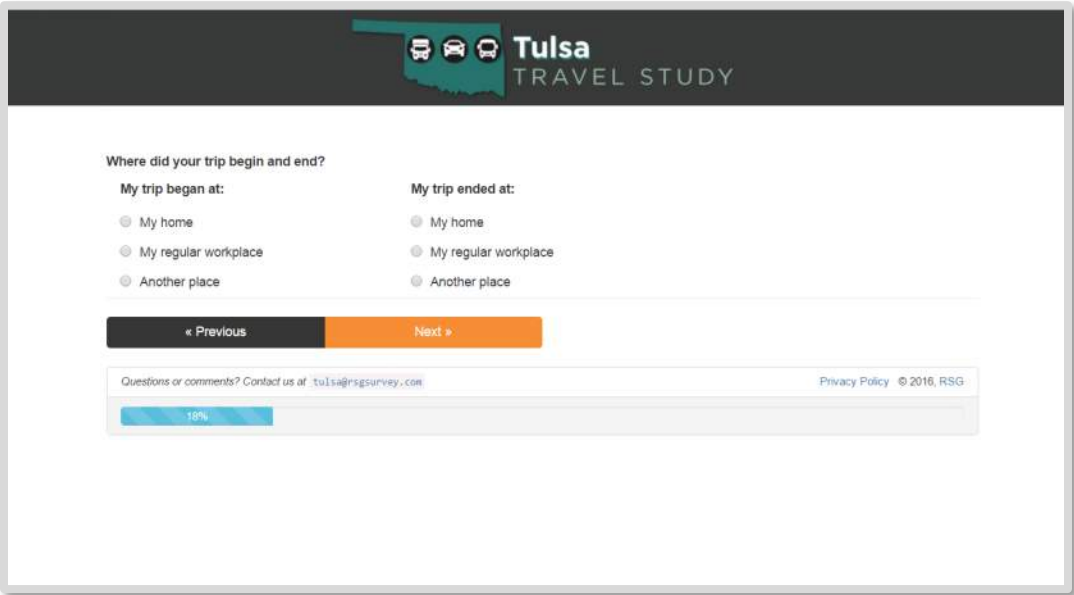 Tulsa
TRAVEL STUDY
Where did your trip begin and end?
My trip began at:
My home
My regular workplace
Another place
My trip ended at:
My home
My regular workplace
Another place
« Previous
Next »
Questions or comments? Contact us at tulsa@rsgsurvey.com
Privacy Policy © 2016, RSG
18%